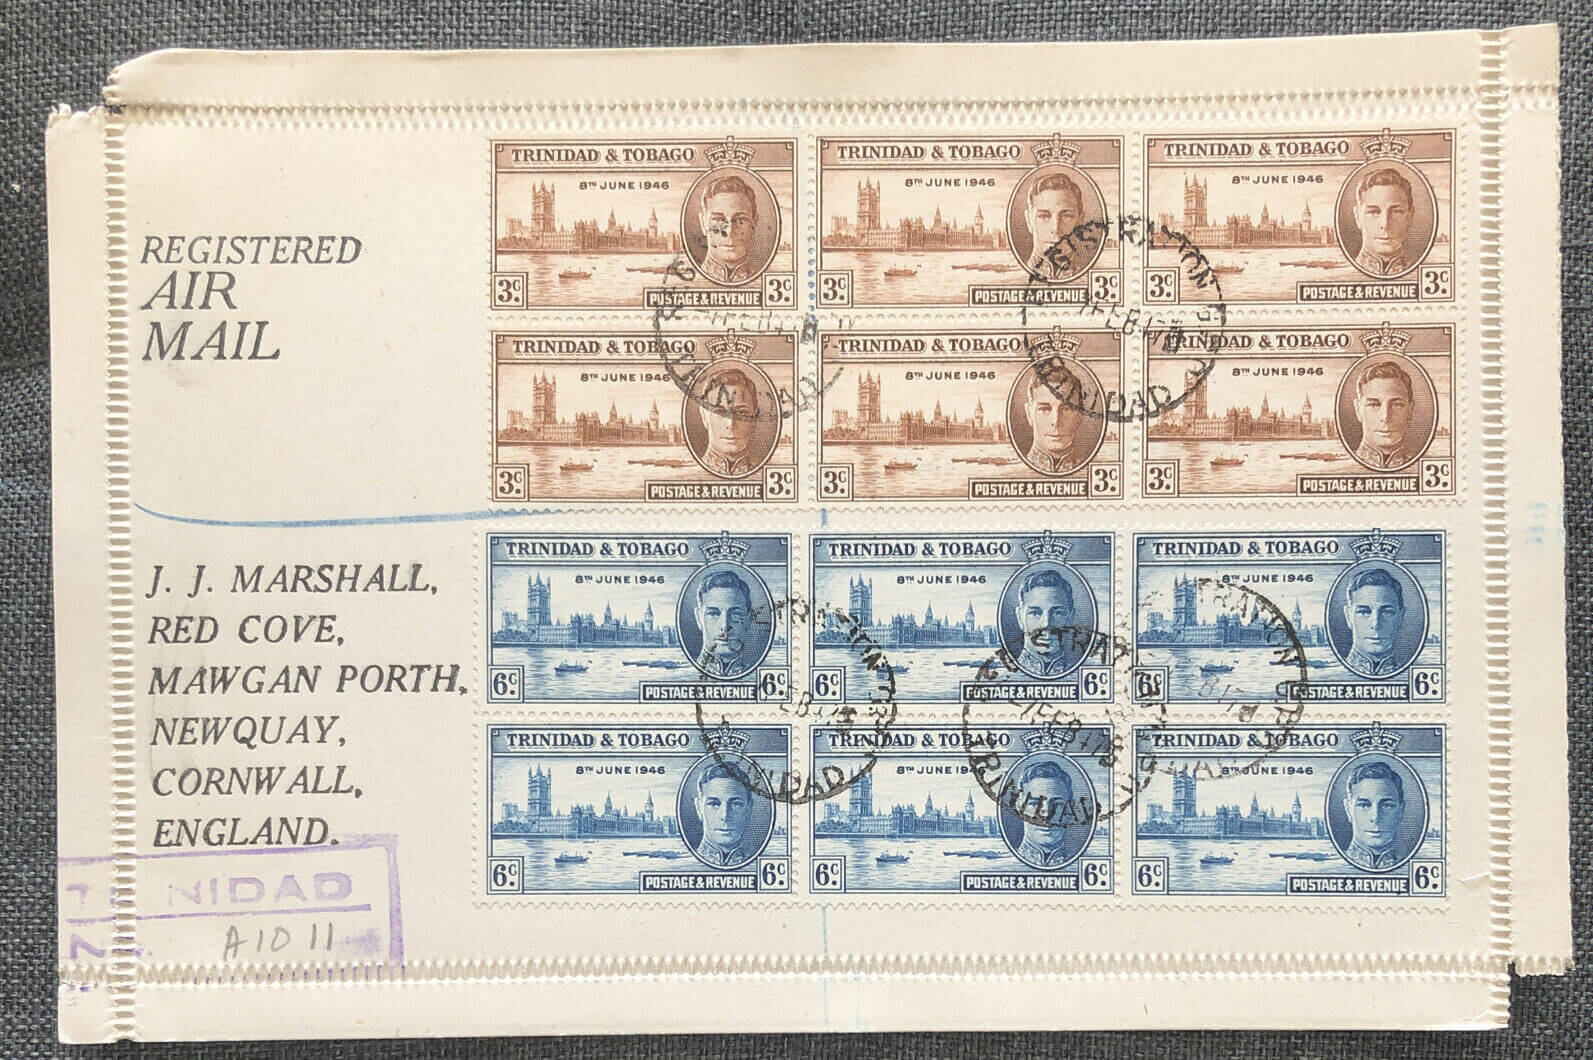 REGISTERED
AIR
MAIL
J. J. MARSHALL,
RED COVE,
MAWGAN PORTH,
NEWQUAY,
CORNWALL,
ENGLAND.
NIDAD
A10 11
TRINIDAD & TOBAGO
8TH JUNE 1946
3c. POSTAGE & REVENUE 3c.
TRINIDAD & TOBAGO
8TH JUNE 1946
3c. POSTAGE & REVENUE 3c.
TRINIDAD & TOBAGO
8TH JUNE 1946
3c. POSTAGE & REVENUE 3c.
TRINIDAD & TOBAGO
8TH JUNE 1946
3c. POSTAGE & REVENUE 3c.
TRINIDAD & TOBAGO
8TH JUNE 1946
3c. POSTAGE & REVENUE 3c.
TRINIDAD & TOBAGO
8TH JUNE 1946
3c. POSTAGE & REVENUE 3c.
TRINIDAD
TRINIDAD
TRINIDAD & TOBAGO
8TH JUNE 1946
6c. POSTAGE & REVENUE 6c.
TRINIDAD & TOBAGO
8TH JUNE 1946
6c. POSTAGE & REVENUE 6c.
TRINIDAD & TOBAGO
8TH JUNE 1946
6c. POSTAGE & REVENUE 6c.
TRINIDAD & TOBAGO
8TH JUNE 1946
6c. POSTAGE & REVENUE 6c.
TRINIDAD & TOBAGO
8TH JUNE 1946
6c. POSTAGE & REVENUE 6c.
TRINIDAD & TOBAGO
8TH JUNE 1946
6c. POSTAGE & REVENUE 6c.
TRINIDAD